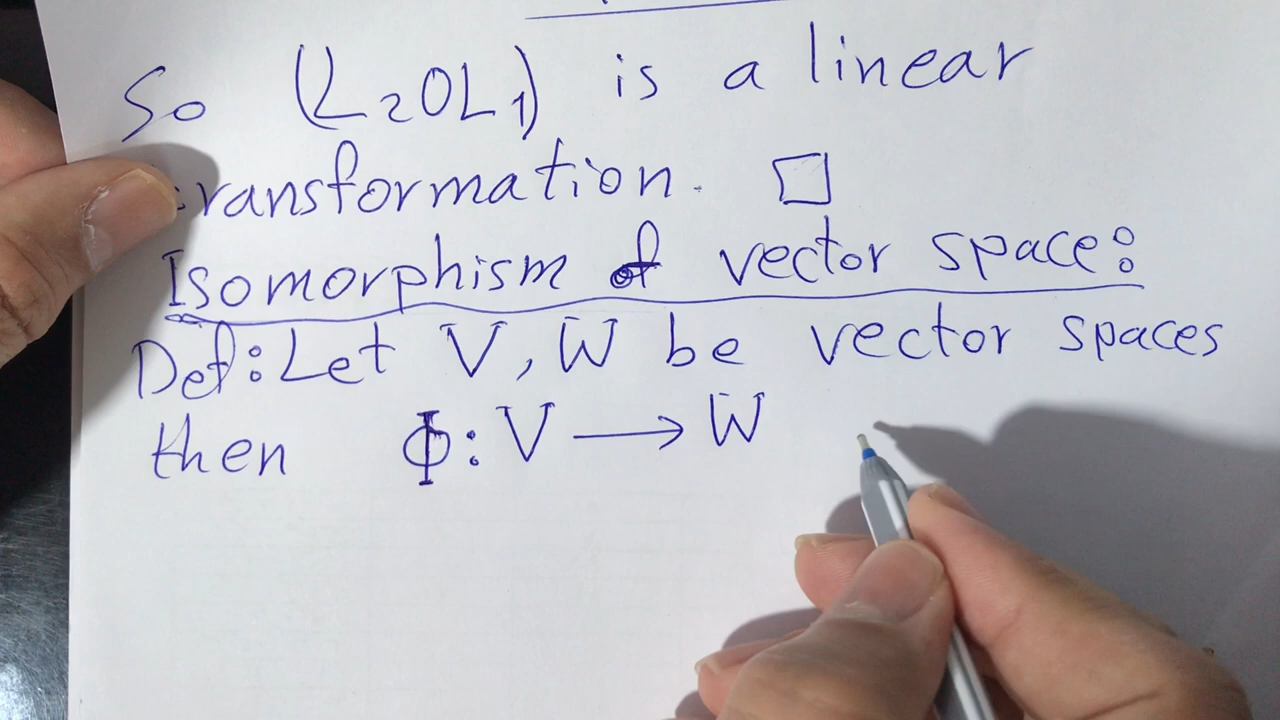 So (L₂OL₁) is a linear
transformation. □
Isomorphism of vector space:
Def: Let V, W be vector spaces
then Φ: V → W